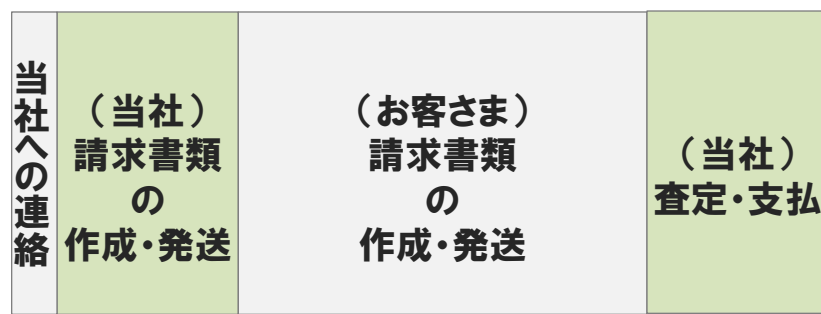 当社への連絡
（当社）
請求書類
の
作成・発送
（お客さま）
請求書類
の
作成・発送
（当社）
査定・支払